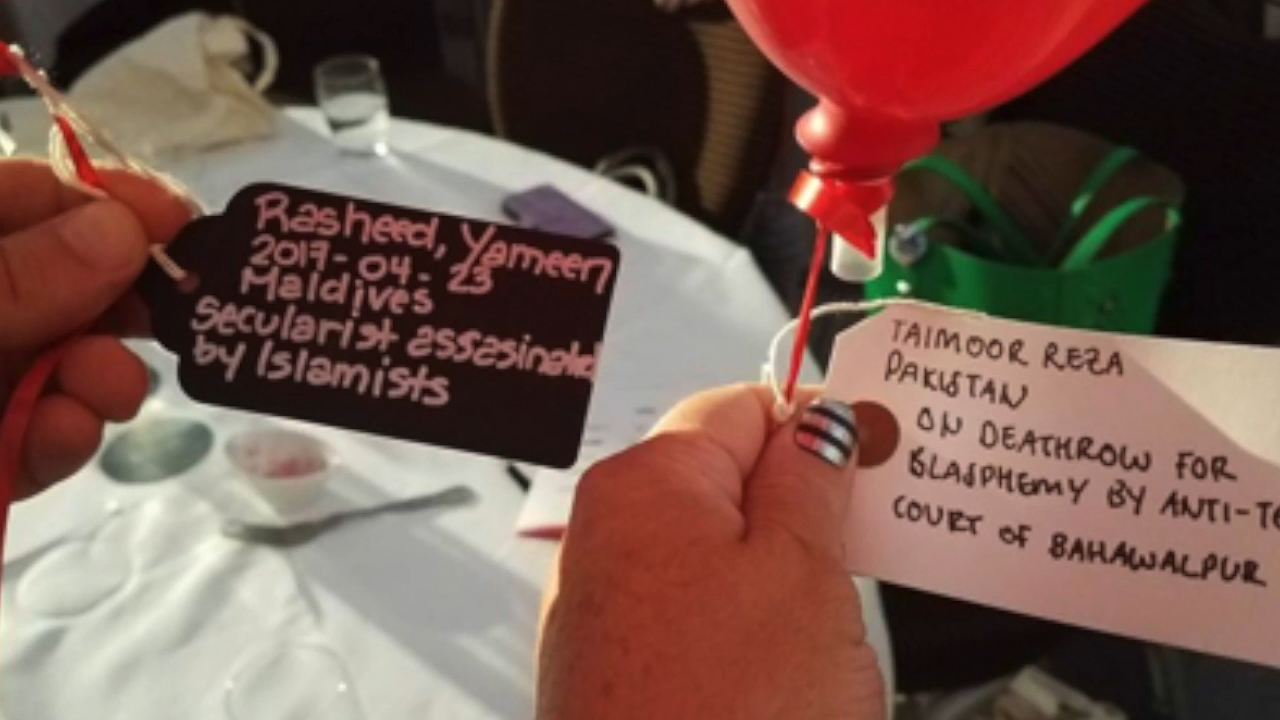 Rasheed, Yameen
2017-04-23
Maldives
secularist assasinated
by Islamists
TAIMOOR REZA
PAKISTAN
ON DEATHROW FOR
BLASPHEMY BY ANTI-
COURT OF BAHAWALPUR